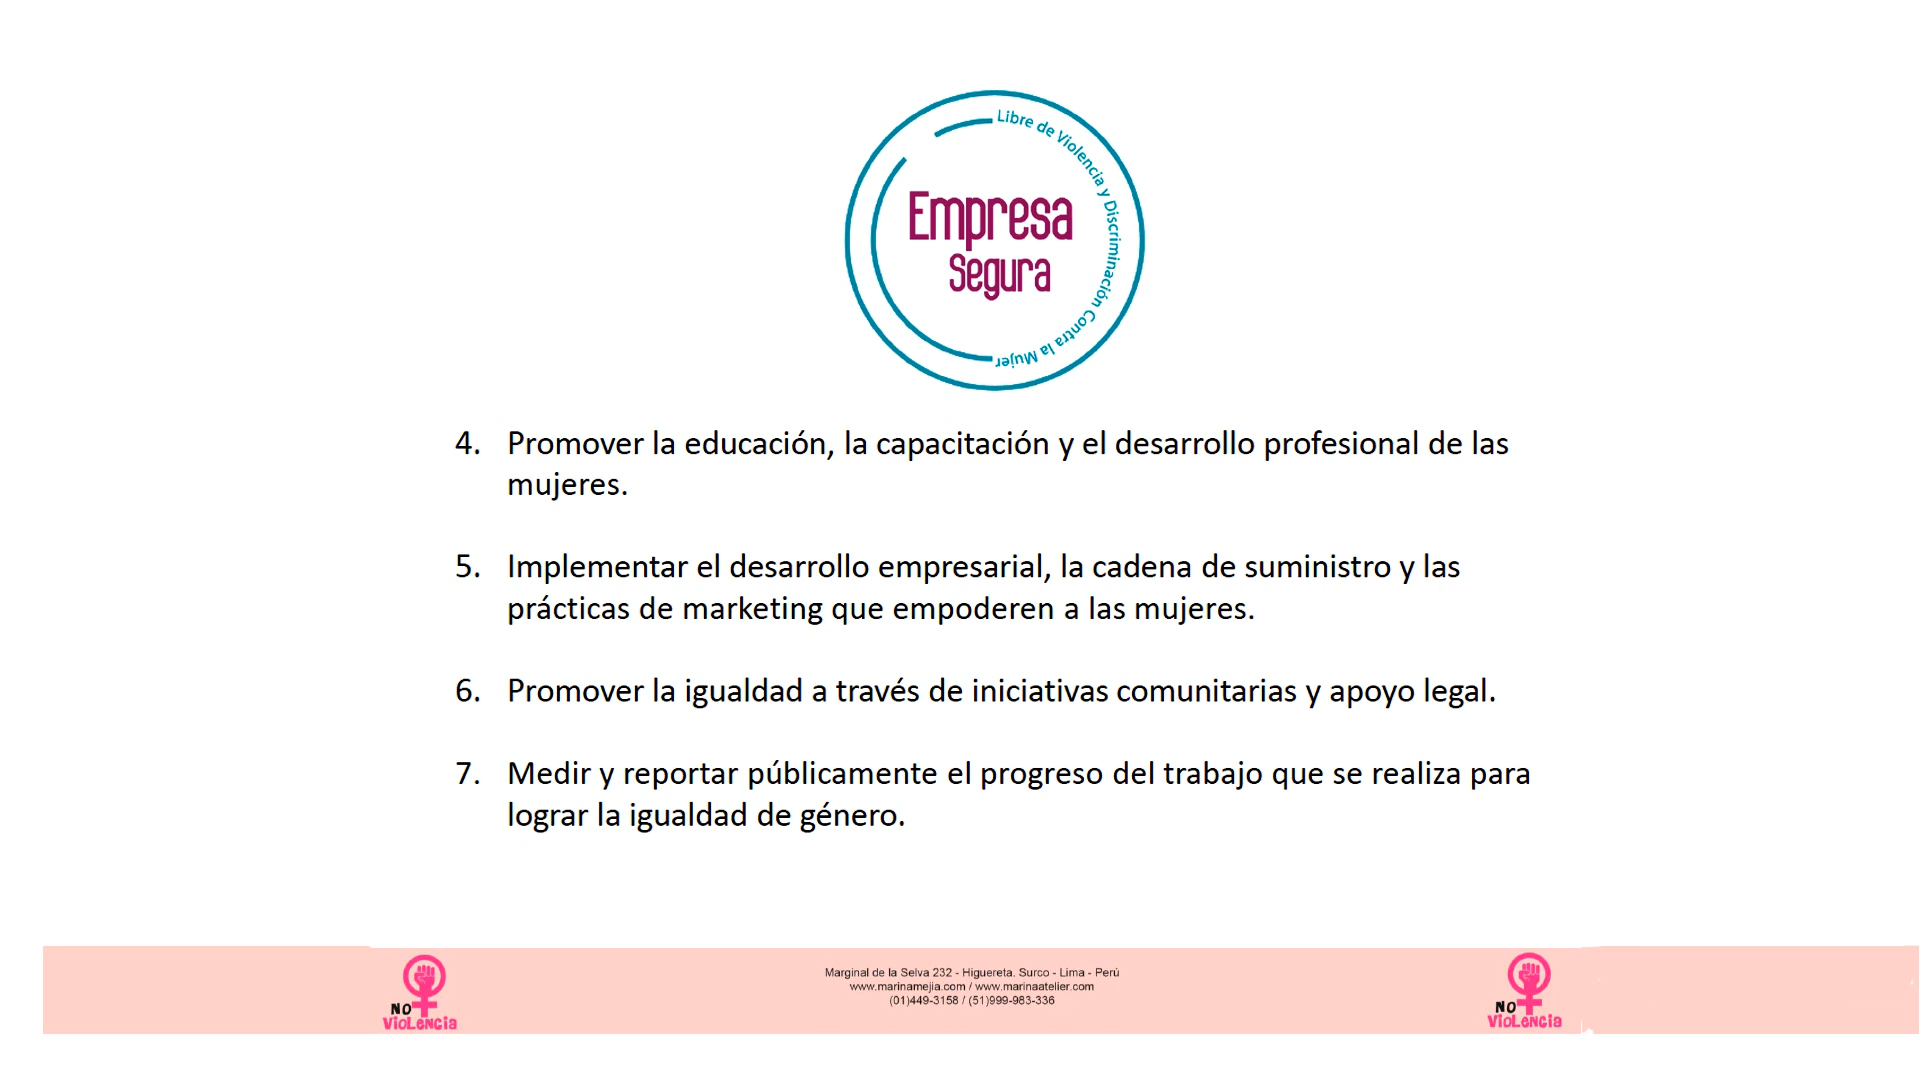 Libre de Violencia y Discriminación Contra la Mujer
Empresa
Segura
4. Promover la educación, la capacitación y el desarrollo profesional de las
mujeres.
5. Implementar el desarrollo empresarial, la cadena de suministro y las
prácticas de marketing que empoderen a las mujeres.
6. Promover la igualdad a través de iniciativas comunitarias y apoyo legal.
7. Medir y reportar públicamente el progreso del trabajo que se realiza para
lograr la igualdad de género.
NO
VioLeNcia
Marginal de la Selva 232 - Higuereta. Surco - Lima - Perú
www.marinamejia.com / www.marinaatelier.com
(01)449-3158 / (51)999-983-336
NO
VioLeNcia